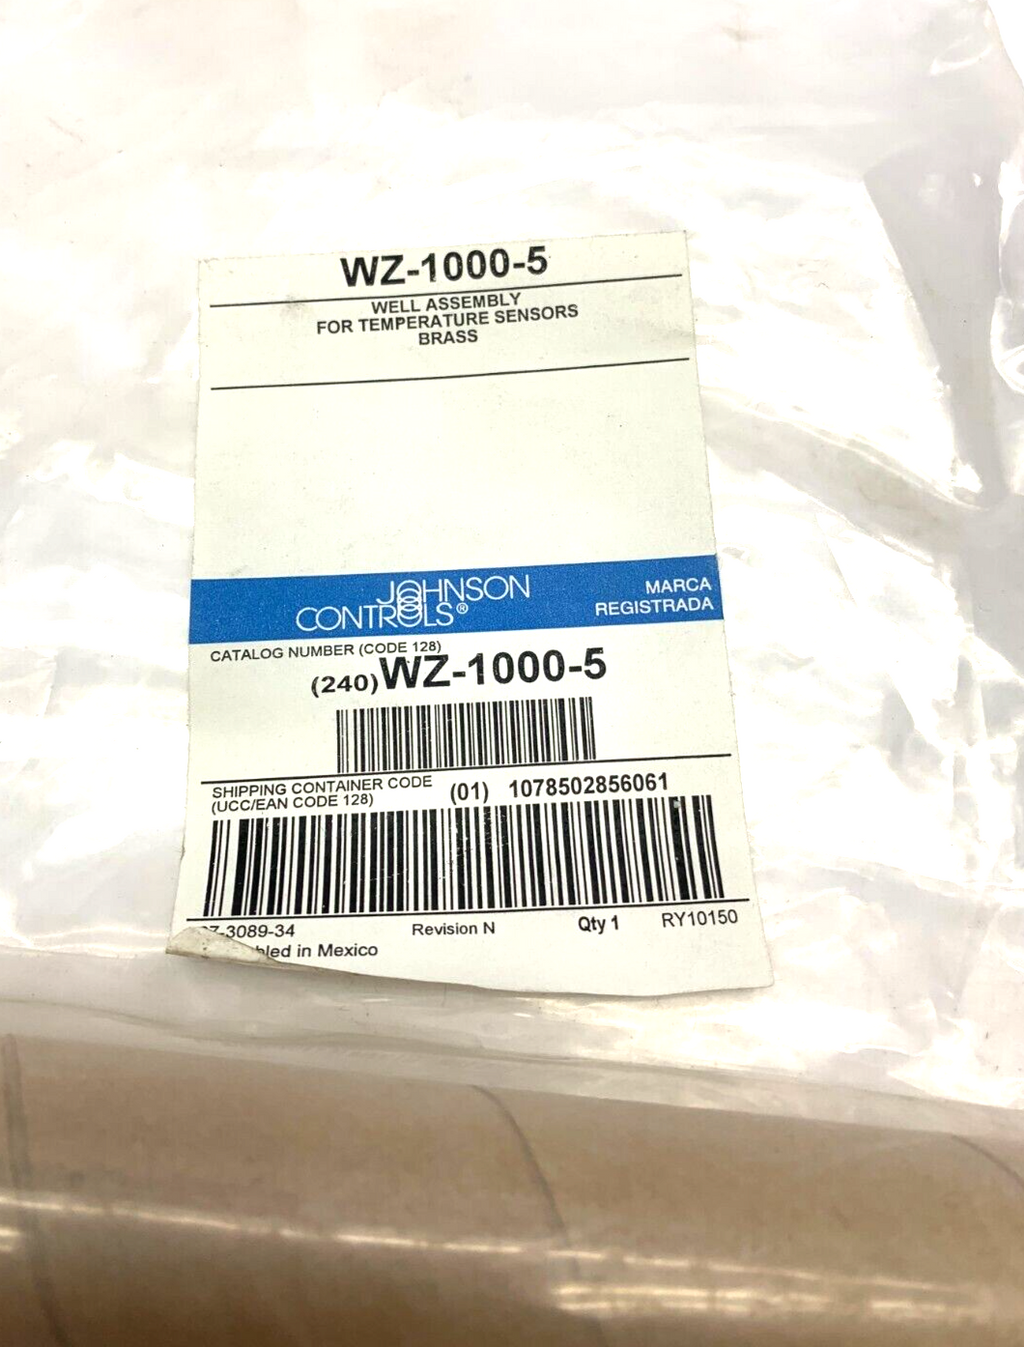 WZ-1000-5
WELL ASSEMBLY
FOR TEMPERATURE SENSORS
BRASS
JOHNSON
CONTROLS®
MARCA
REGISTRADA
CATALOG NUMBER (CODE 128)
(240) WZ-1000-5
SHIPPING CONTAINER CODE
(UCC/EAN CODE 128)
(01) 1078502856061
-3089-34 Revision N Qty 1 RY10150
in Mexico